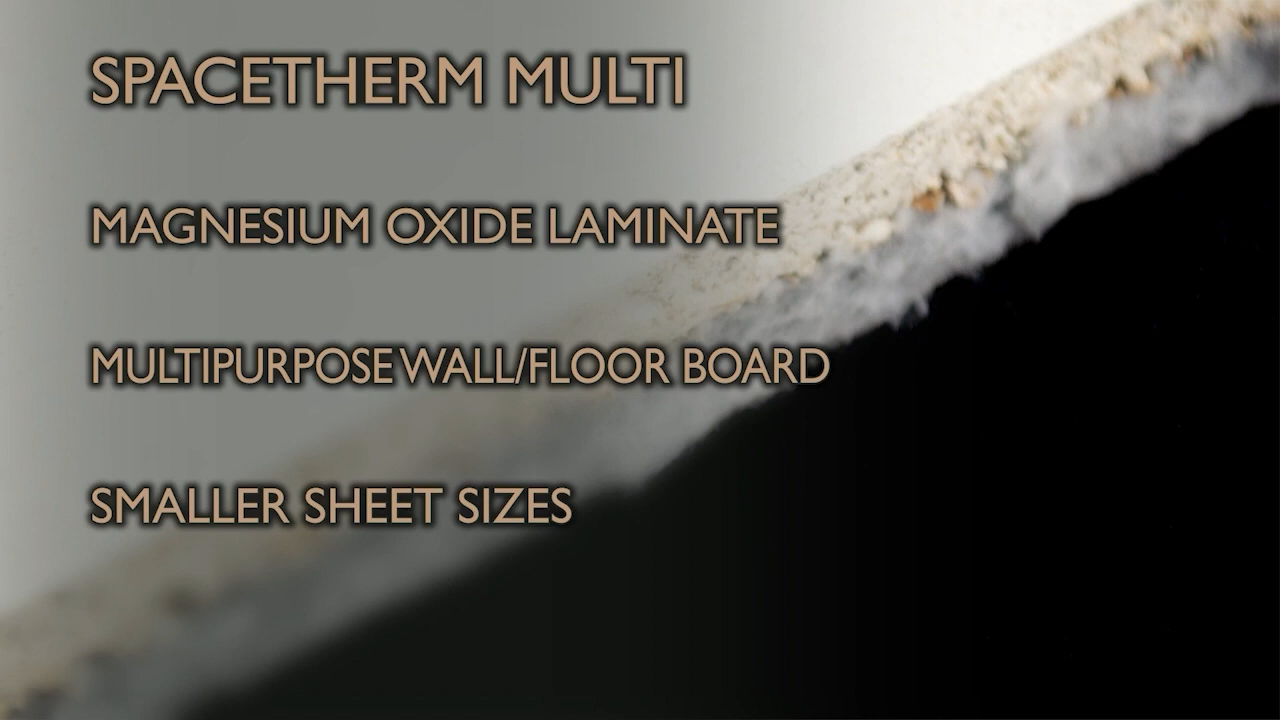 SPACETHERM MULTI
MAGNESIUM OXIDE LAMINATE
MULTIPURPOSE WALL/FLOOR BOARD
SMALLER SHEET SIZES